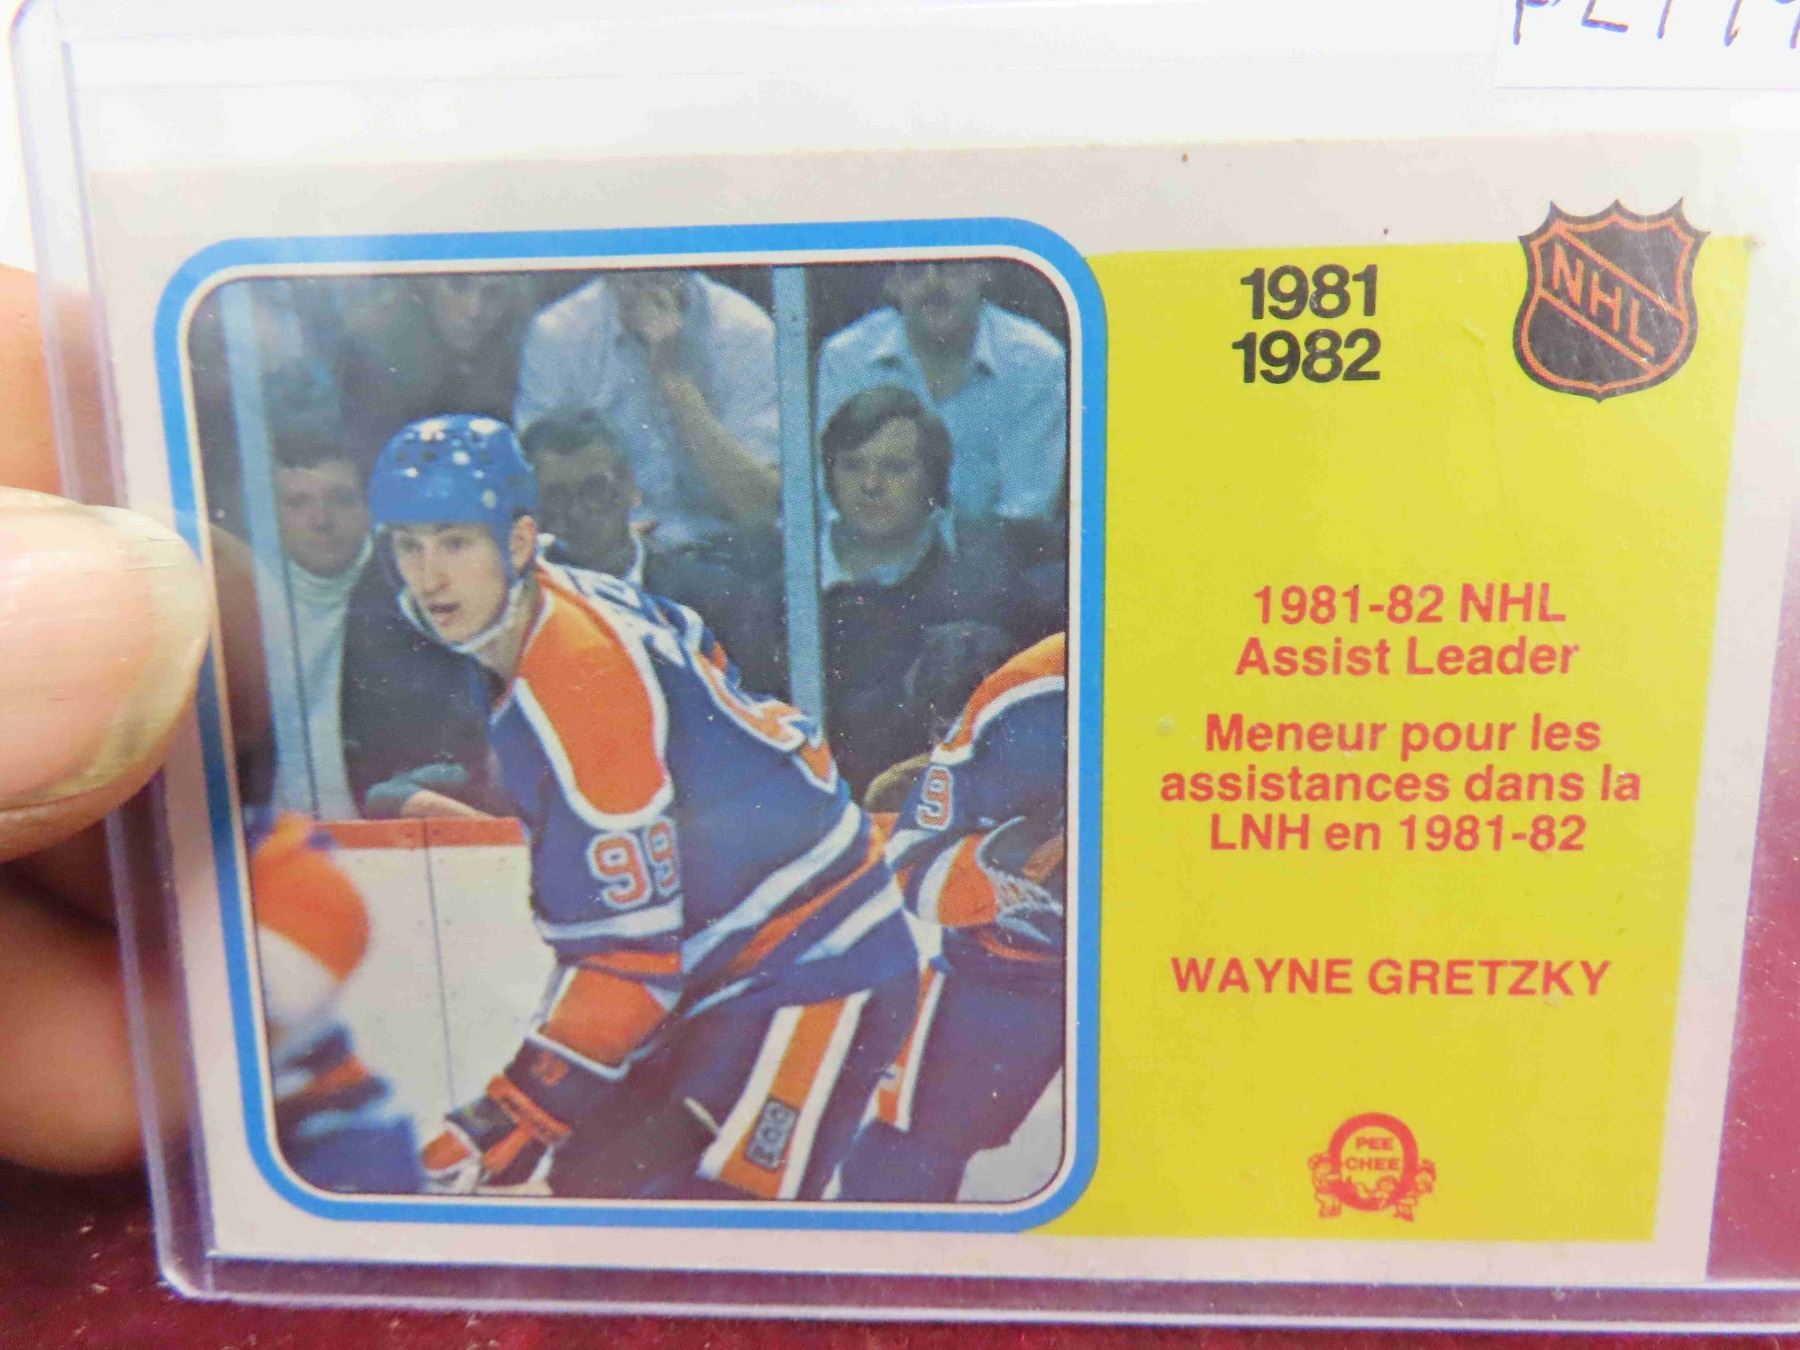 1981
1982
NHL
1981-82 NHL
Assist Leader
Meneur pour les
assistances dans la
LNH en 1981-82
WAYNE GRETZKY
PEE
CHEE
99
9